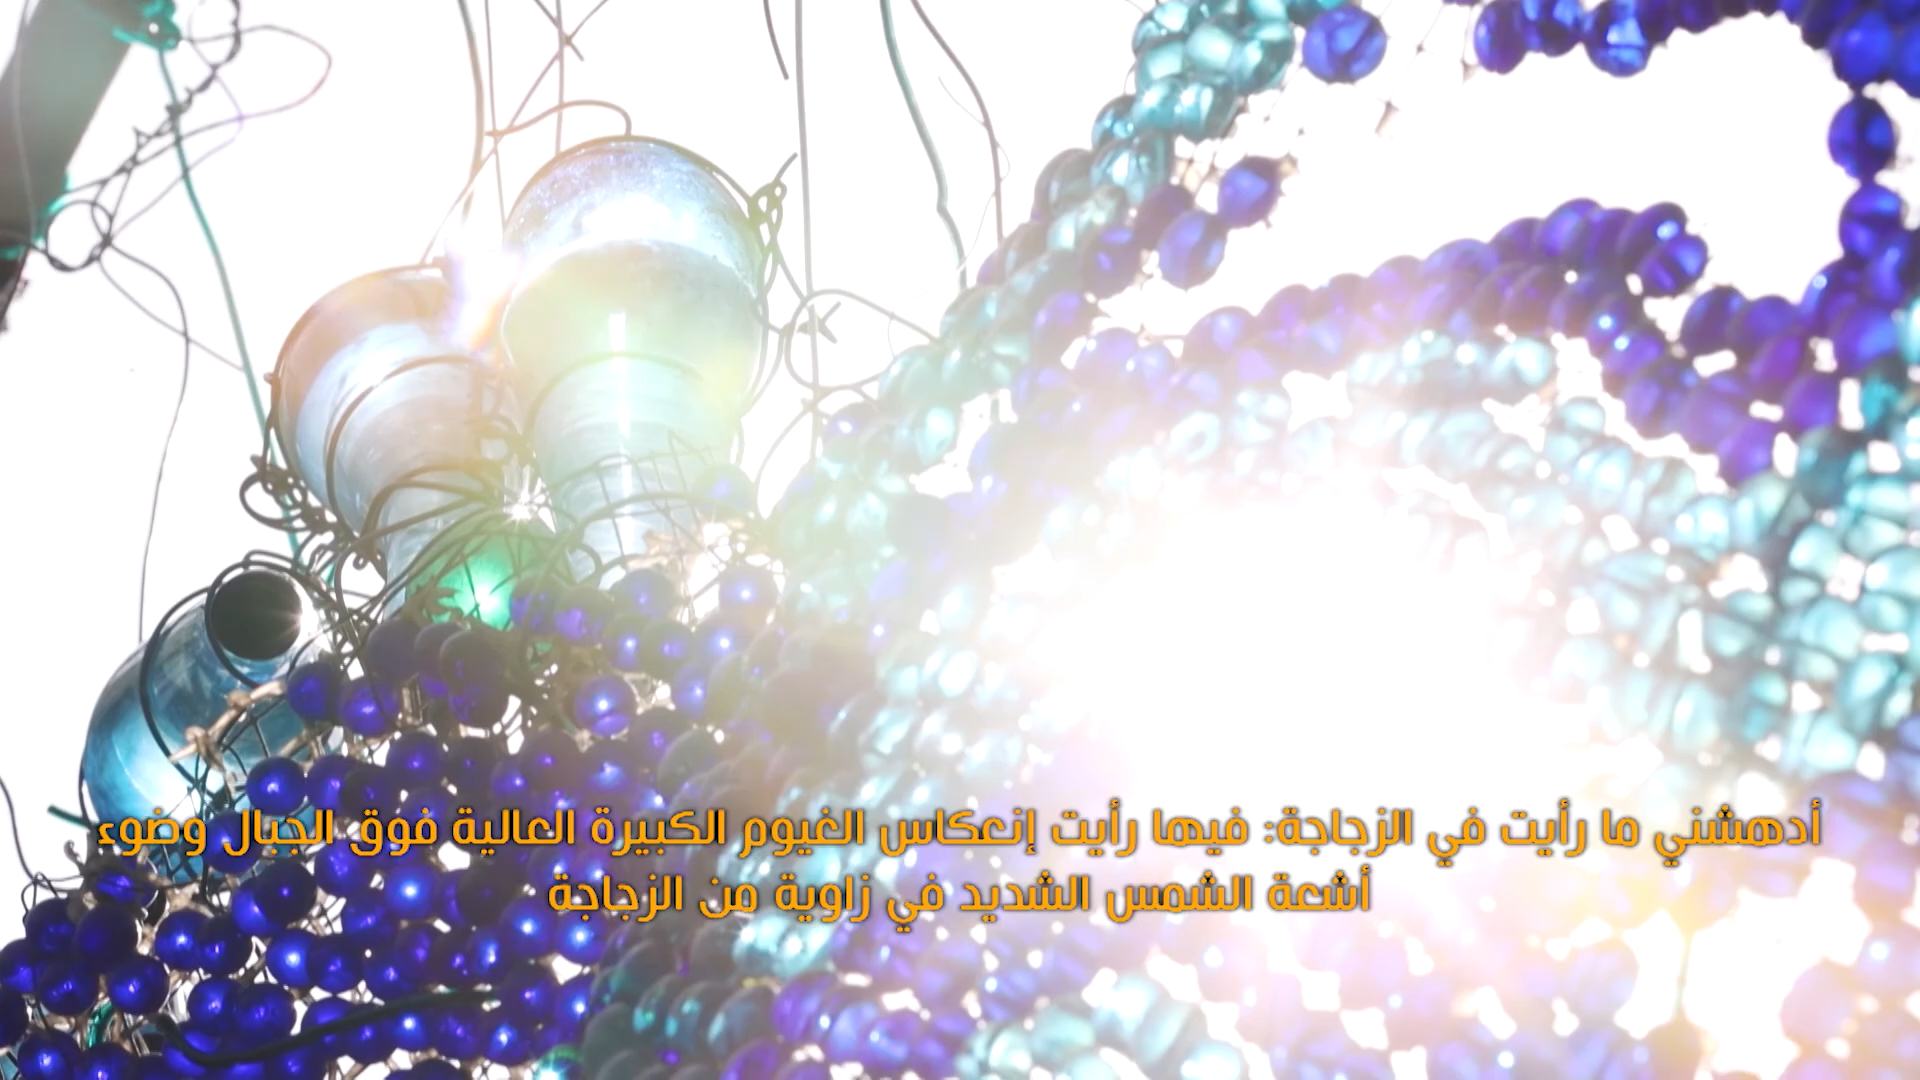 أدهشني ما رأيت في الزجاجة: فيها رأيت إنعكاس الغيوم الكبيرة العالية فوق الجبال وضوء
أشعة الشمس الشديد في زاوية من الزجاجة